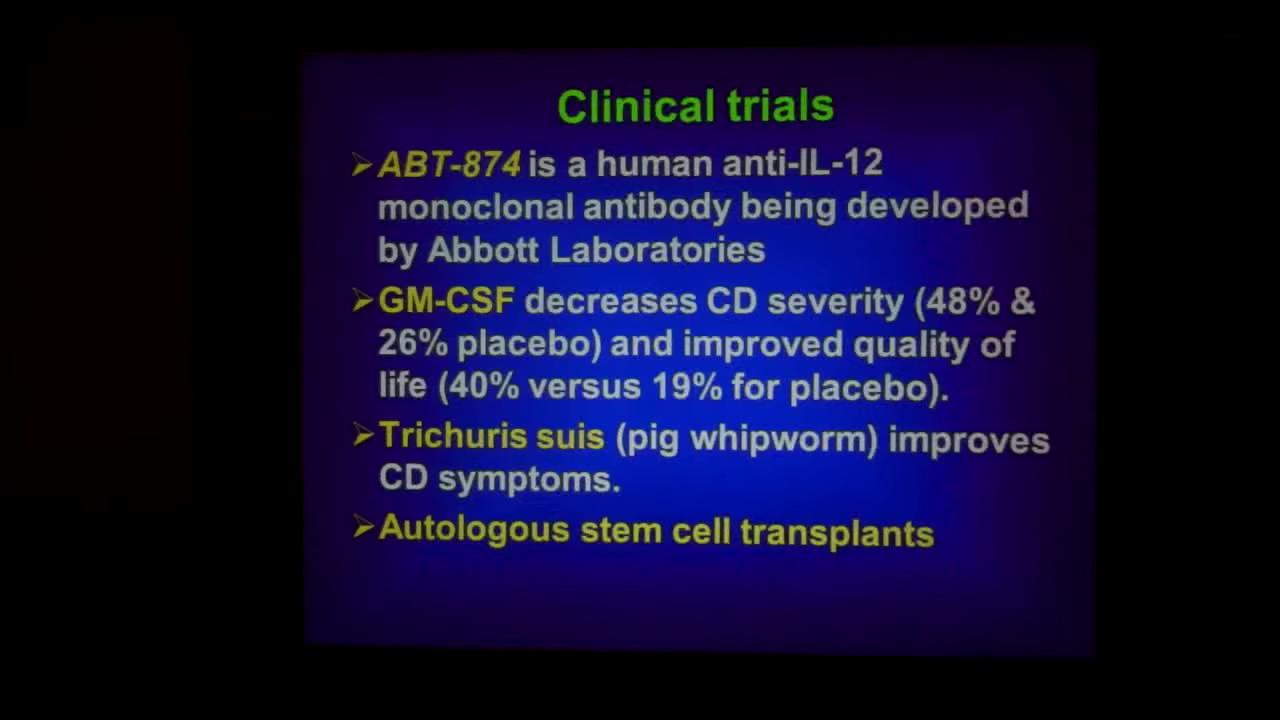 Clinical trials
➢ABT-874 is a human anti-IL-12
monoclonal antibody being developed
by Abbott Laboratories
➢GM-CSF decreases CD severity (48% &
26% placebo) and improved quality of
life (40% versus 19% for placebo).
➢Trichuris suis (pig whipworm) improves
CD symptoms.
➢Autologous stem cell transplants